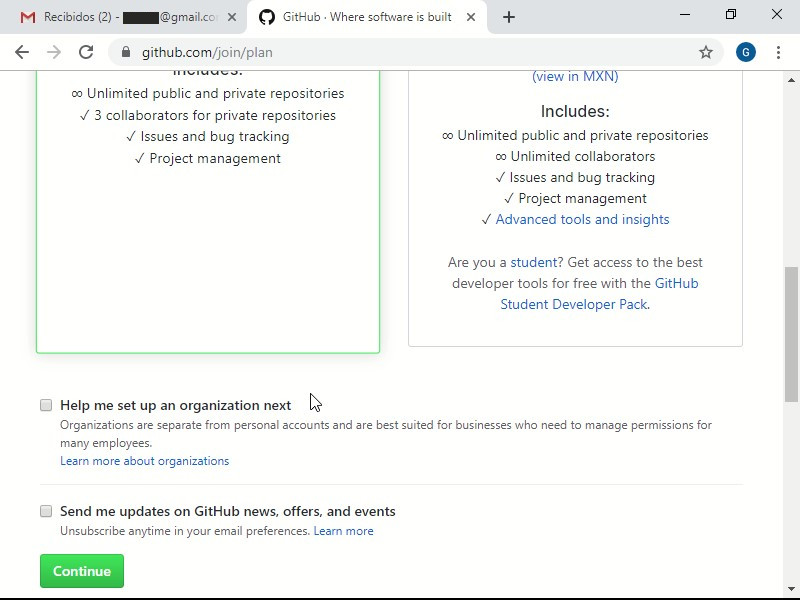 Recibidos (2) - @gmail.co
GitHub · Where software is built
github.com/join/plan
G
Includes:
∞ Unlimited public and private repositories
✓ 3 collaborators for private repositories
✓ Issues and bug tracking
✓ Project management
(view in MXN)
Includes:
∞ Unlimited public and private repositories
∞ Unlimited collaborators
✓ Issues and bug tracking
✓ Project management
✓ Advanced tools and insights
Are you a student? Get access to the best
developer tools for free with the GitHub
Student Developer Pack.
Help me set up an organization next
Organizations are separate from personal accounts and are best suited for businesses who need to manage permissions for
many employees.
Learn more about organizations
Send me updates on GitHub news, offers, and events
Unsubscribe anytime in your email preferences. Learn more
Continue